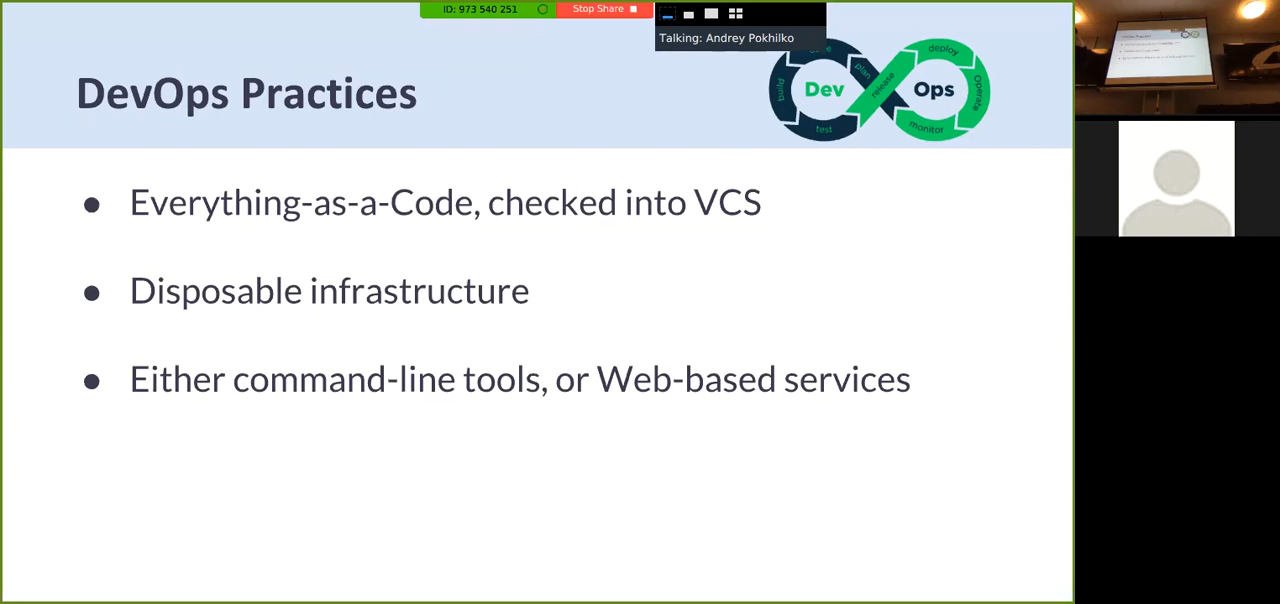 ID: 973 540 251
Stop Share
Talking: Andrey Pokhilko
DevOps Practices
plan
build
test
Dev
release
Ops
deploy
operate
monitor
● Everything-as-a-Code, checked into VCS
● Disposable infrastructure
● Either command-line tools, or Web-based services